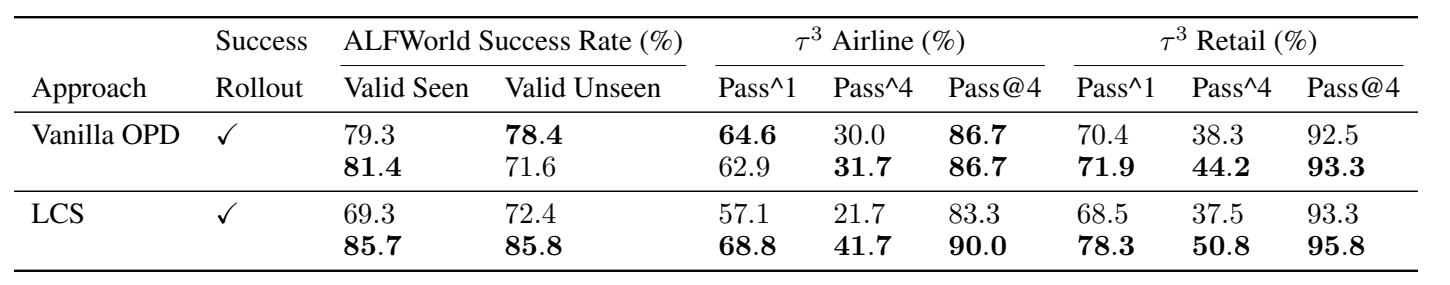 Success ALFWorld Success Rate (%) τ³ Airline (%) τ³ Retail (%)
Approach Rollout Valid Seen Valid Unseen Pass^1 Pass^4 Pass@4 Pass^1 Pass^4 Pass@4
Vanilla OPD ✓ 79.3 78.4 64.6 30.0 86.7 70.4 38.3 92.5
81.4 71.6 62.9 31.7 86.7 71.9 44.2 93.3
LCS ✓ 69.3 72.4 57.1 21.7 83.3 68.5 37.5 93.3
85.7 85.8 68.8 41.7 90.0 78.3 50.8 95.8